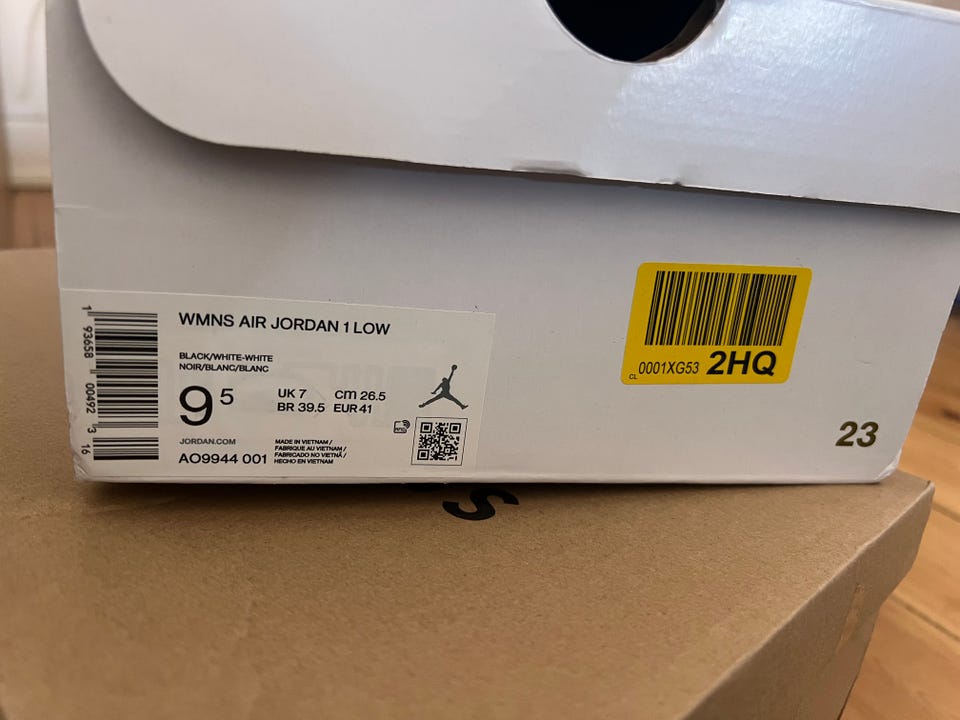 WMNS AIR JORDAN 1 LOW
BLACK/WHITE-WHITE
NOIR/BLANC/BLANC
9 5
UK 7 cm 26.5
BR 39.5 EUR 41
JORDAN.COM
AO9944 001
MADE IN VIETNAM /
FABRIQUE AU VIETNAM /
FABRICADO NO VIETNÃ /
HECHO EN VIETNAM
1 93658 00492 3 16
CL 0001XG53 2HQ
23
S